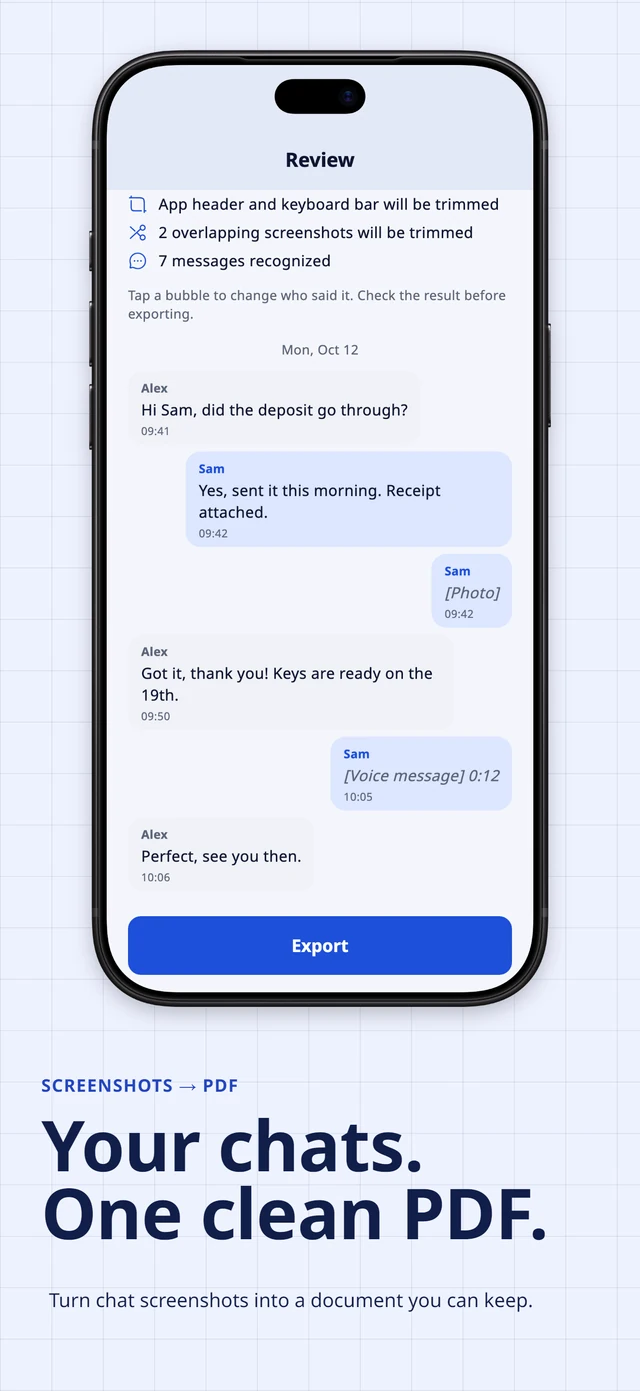 Review
App header and keyboard bar will be trimmed
2 overlapping screenshots will be trimmed
7 messages recognized
Tap a bubble to change who said it. Check the result before
exporting.
Mon, Oct 12
Alex
Hi Sam, did the deposit go through?
09:41
Sam
Yes, sent it this morning. Receipt
attached.
09:42
Sam
[Photo]
09:42
Alex
Got it, thank you! Keys are ready on the
19th.
09:50
Sam
[Voice message] 0:12
10:05
Alex
Perfect, see you then.
10:06
Export
SCREENSHOTS → PDF
Your chats.
One clean PDF.
Turn chat screenshots into a document you can keep.